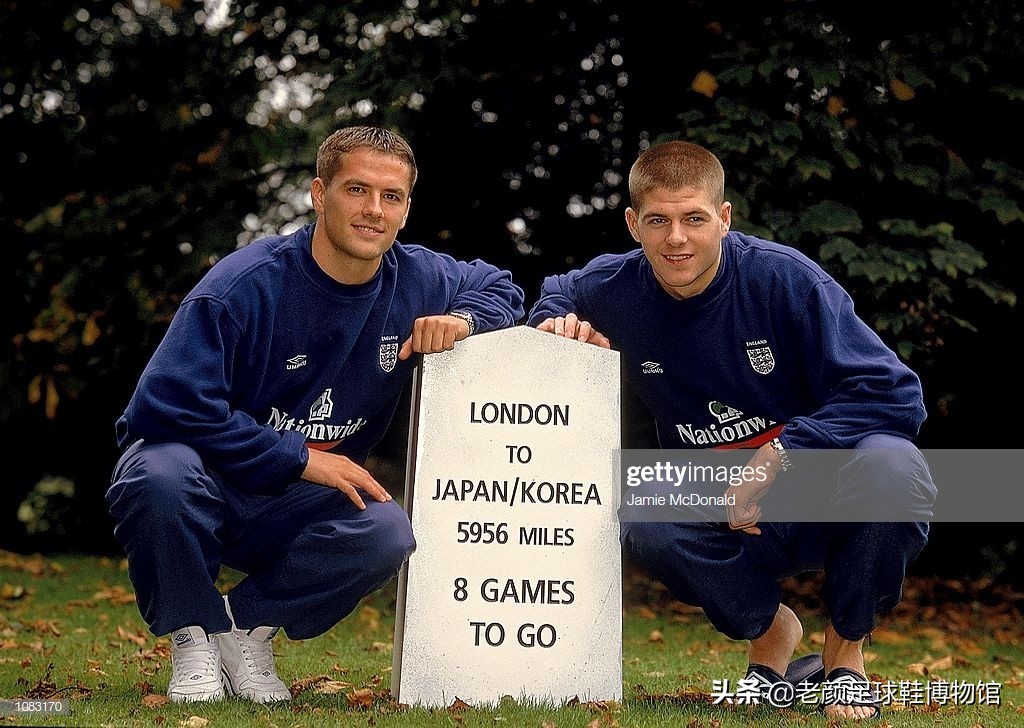 ENGLAND
UMBRO
Nationwide
ENGLAND
UMBRO
Nationw
LONDON
TO
JAPAN/KOREA
5956 MILES
8 GAMES
TO GO
gettyimages®
Jamie McDonald
1083170
头条 @老颜足球鞋博物馆